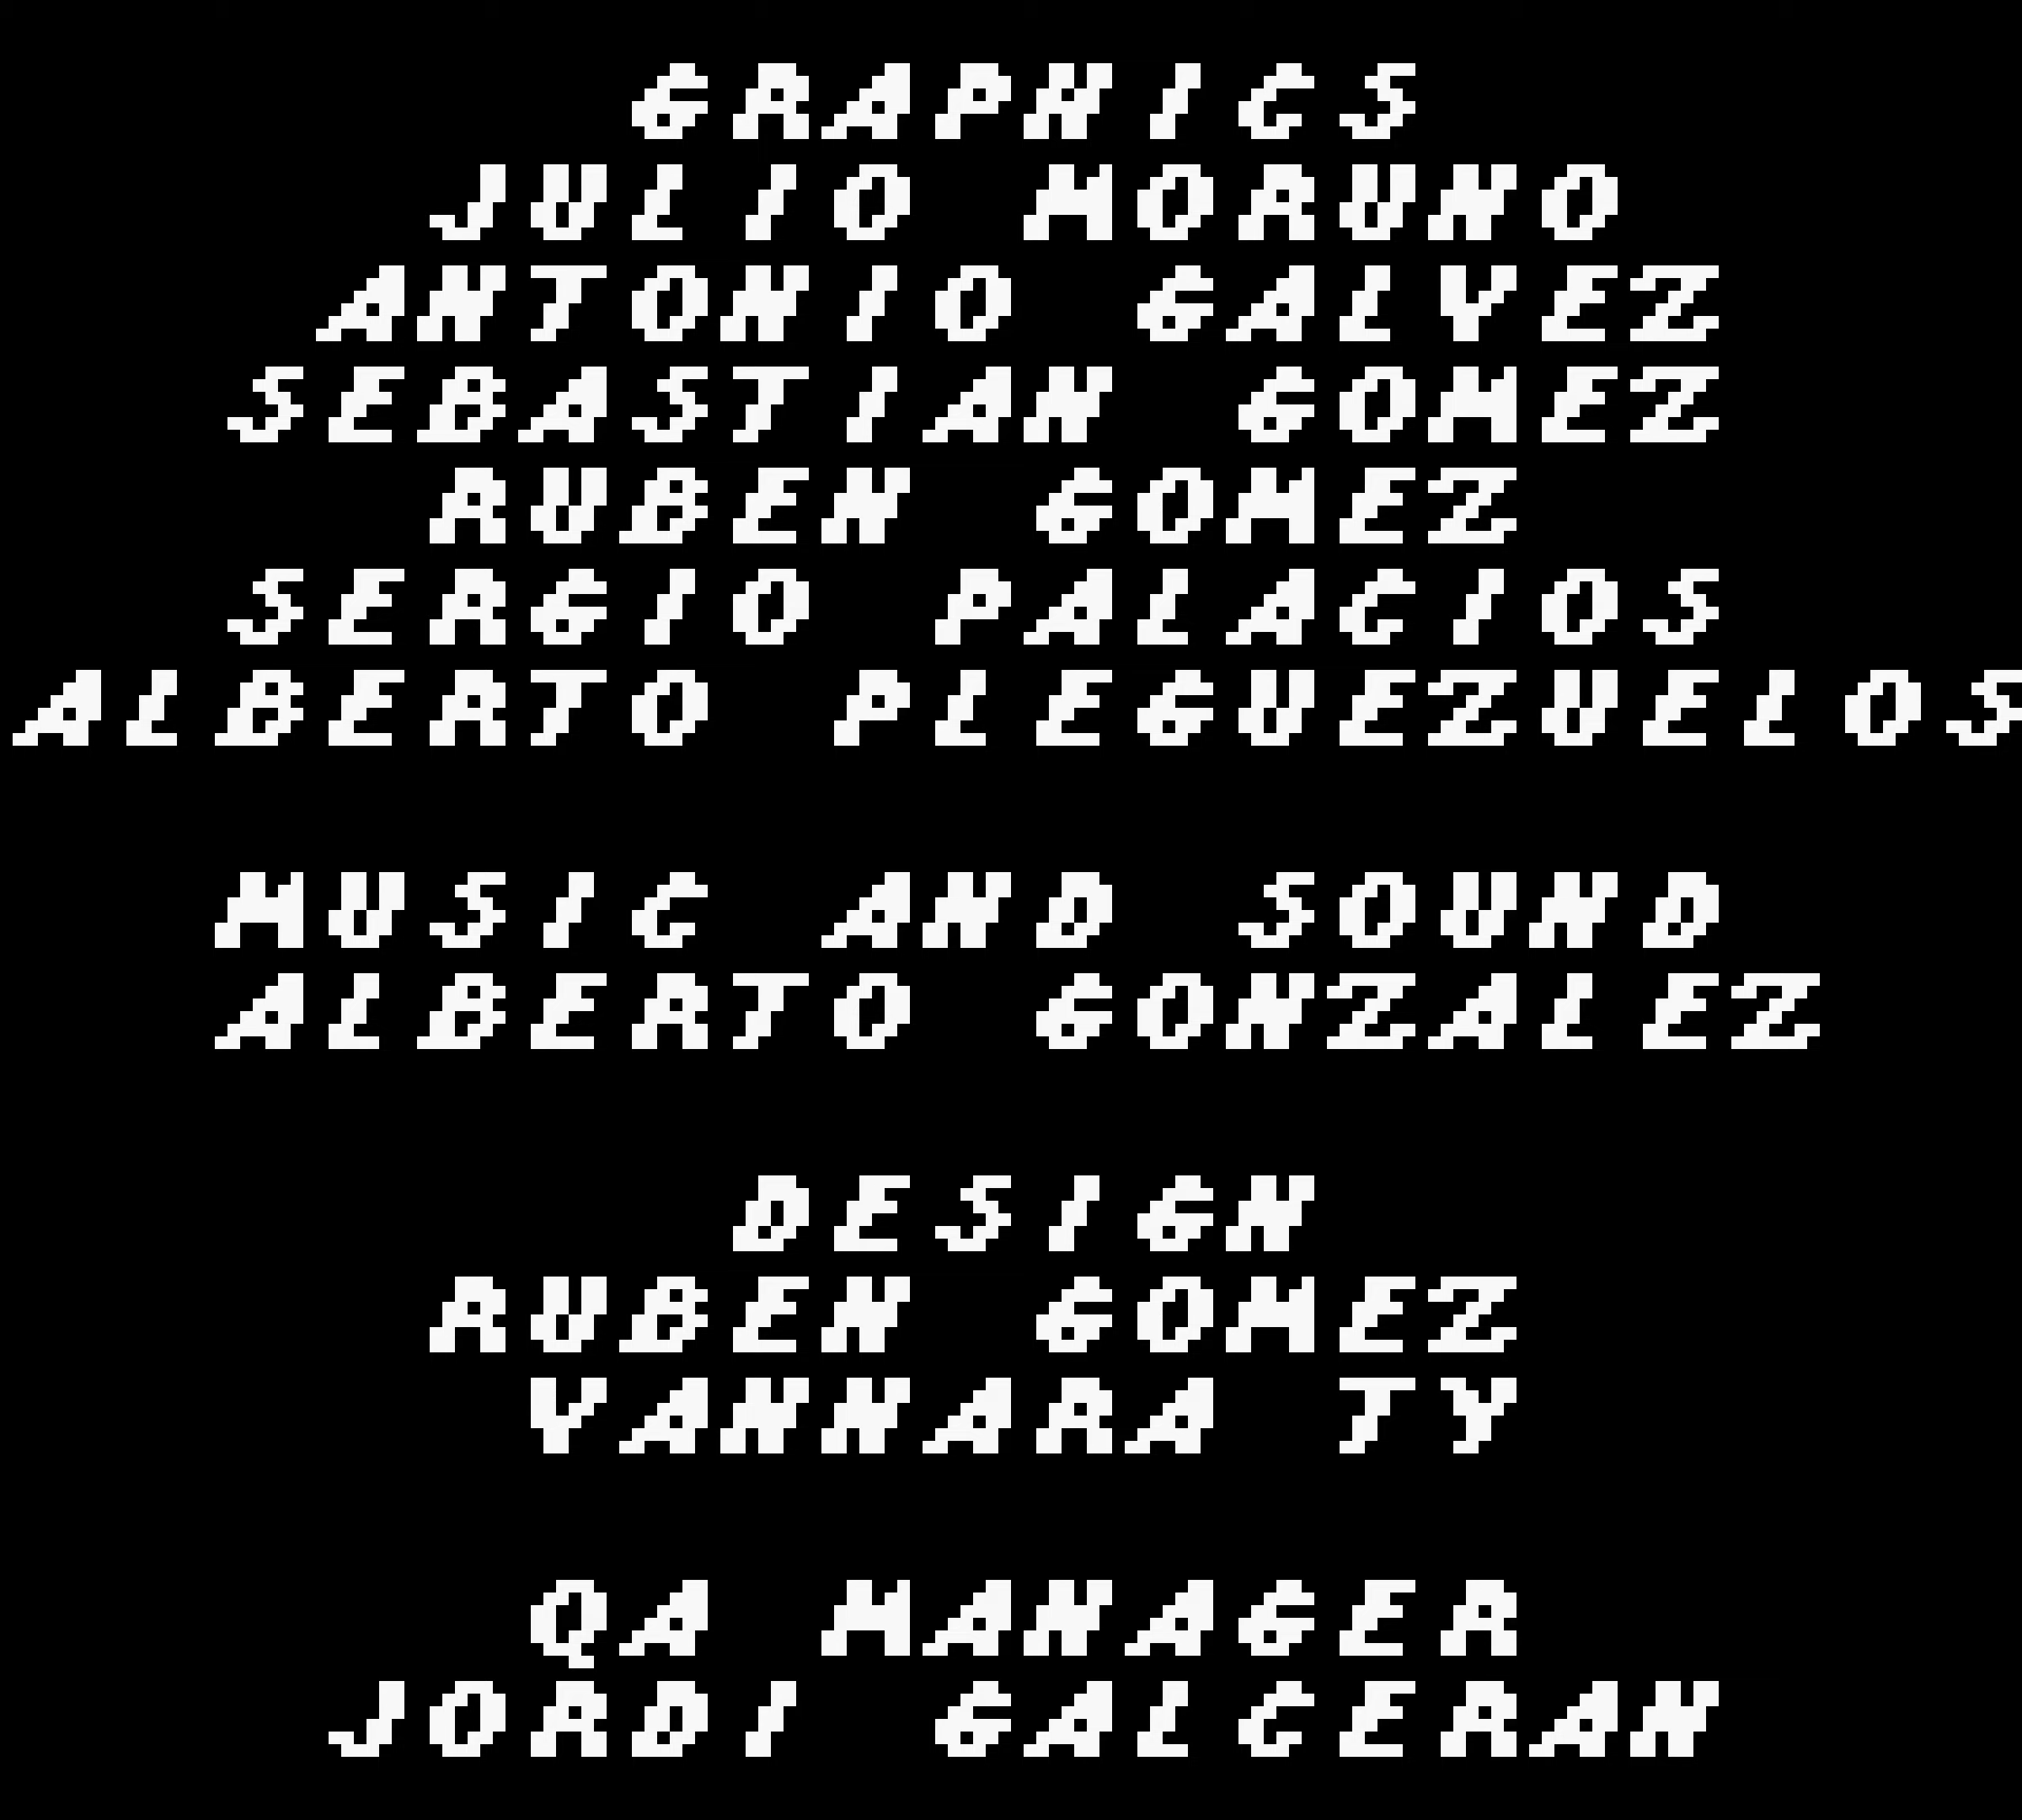 GRAPHICS
JULIO MORUNO
ANTONIO GALVEZ
SEBASTIAN GOMEZ
RUBEN GOMEZ
SERGIO PALACIOS
ALBERTO PLEGUEZUELOS
MUSIC AND SOUND
ALBERTO GONZALEZ
DESIGN
RUBEN GOMEZ
VANNARA TY
QA MANAGER
JORDI GALCERAN